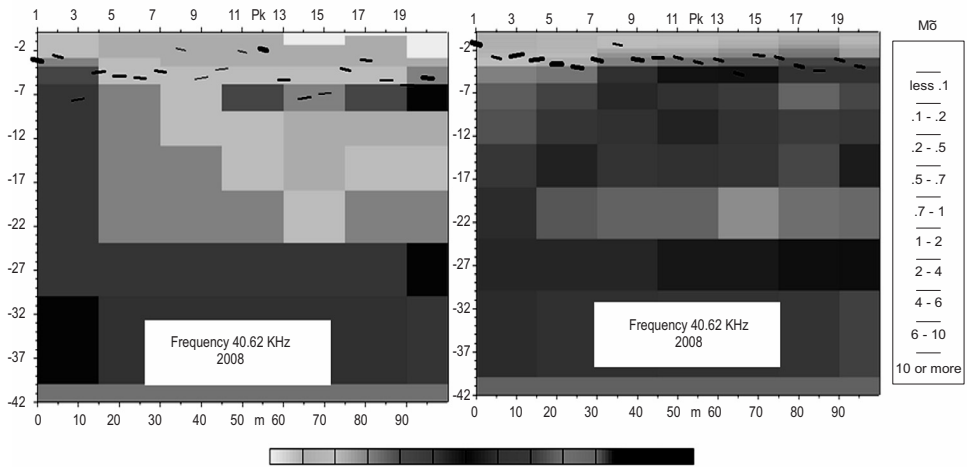 1 3 5 7 9 11 Pk 13 15 17 19
-2
-7
-12
-17
-22
-27
-32
-37
-42
0 10 20 30 40 50 m 60 70 80 90
Frequency 40.62 KHz
2008
1 3 5 7 9 11 Pk 13 15 17 19
-2
-7
-12
-17
-22
-27
-32
-37
-42
0 10 20 30 40 50 m 60 70 80 90
Frequency 40.62 KHz
2008
Mõ
less .1
.1 - .2
.2 - .5
.5 - .7
.7 - 1
1 - 2
2 - 4
4 - 6
6 - 10
10 or more